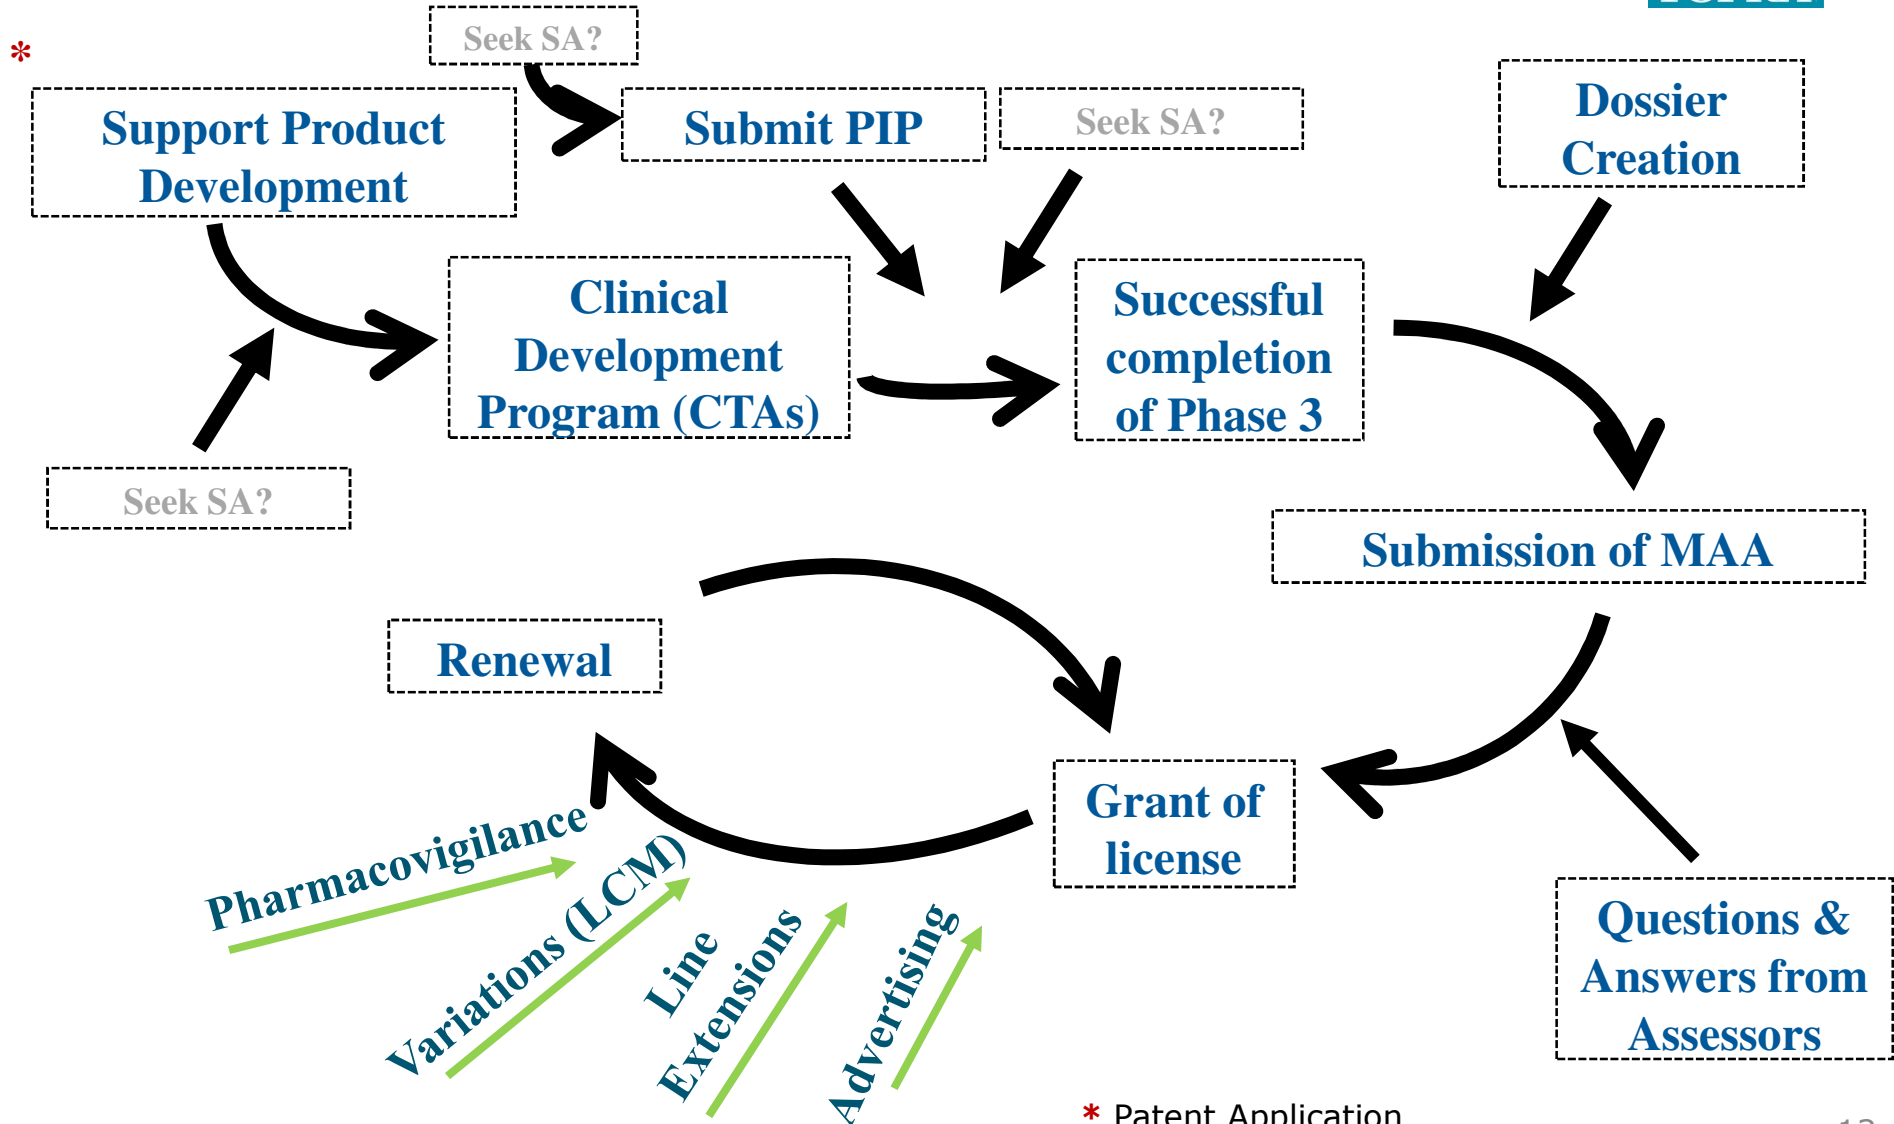 Seek SA?
*
Support Product
Development
Submit PIP
Seek SA?
Dossier
Creation
Clinical
Development
Program (CTAs)
Successful
completion
of Phase 3
Seek SA?
Submission of MAA
Renewal
Grant of
license
Pharmacovigilance
Variations (LCM)
Line
Extensions
Advertising
Questions &
Answers from
Assessors
* Patent Application